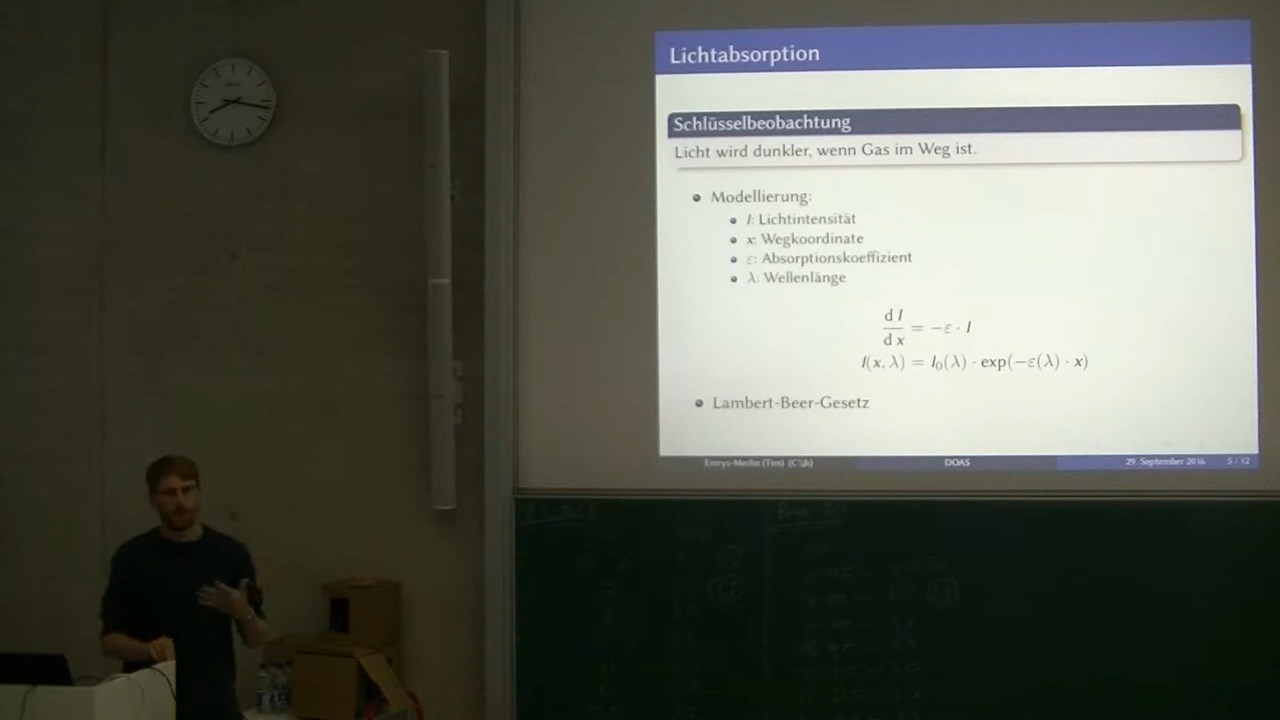 Lichtabsorption
Schlüsselbeobachtung
Licht wird dunkler, wenn Gas im Weg ist.
Modellierung:
I: Lichtintensität
x: Wegkoordinate
ε: Absorptionskoeffizient
λ: Wellenlänge
d I
d x
= −ε · I
I(x, λ) = I₀(λ) · exp(−ε(λ) · x)
Lambert-Beer-Gesetz
(Tim) DOAS 29. September 2016 5 / 12